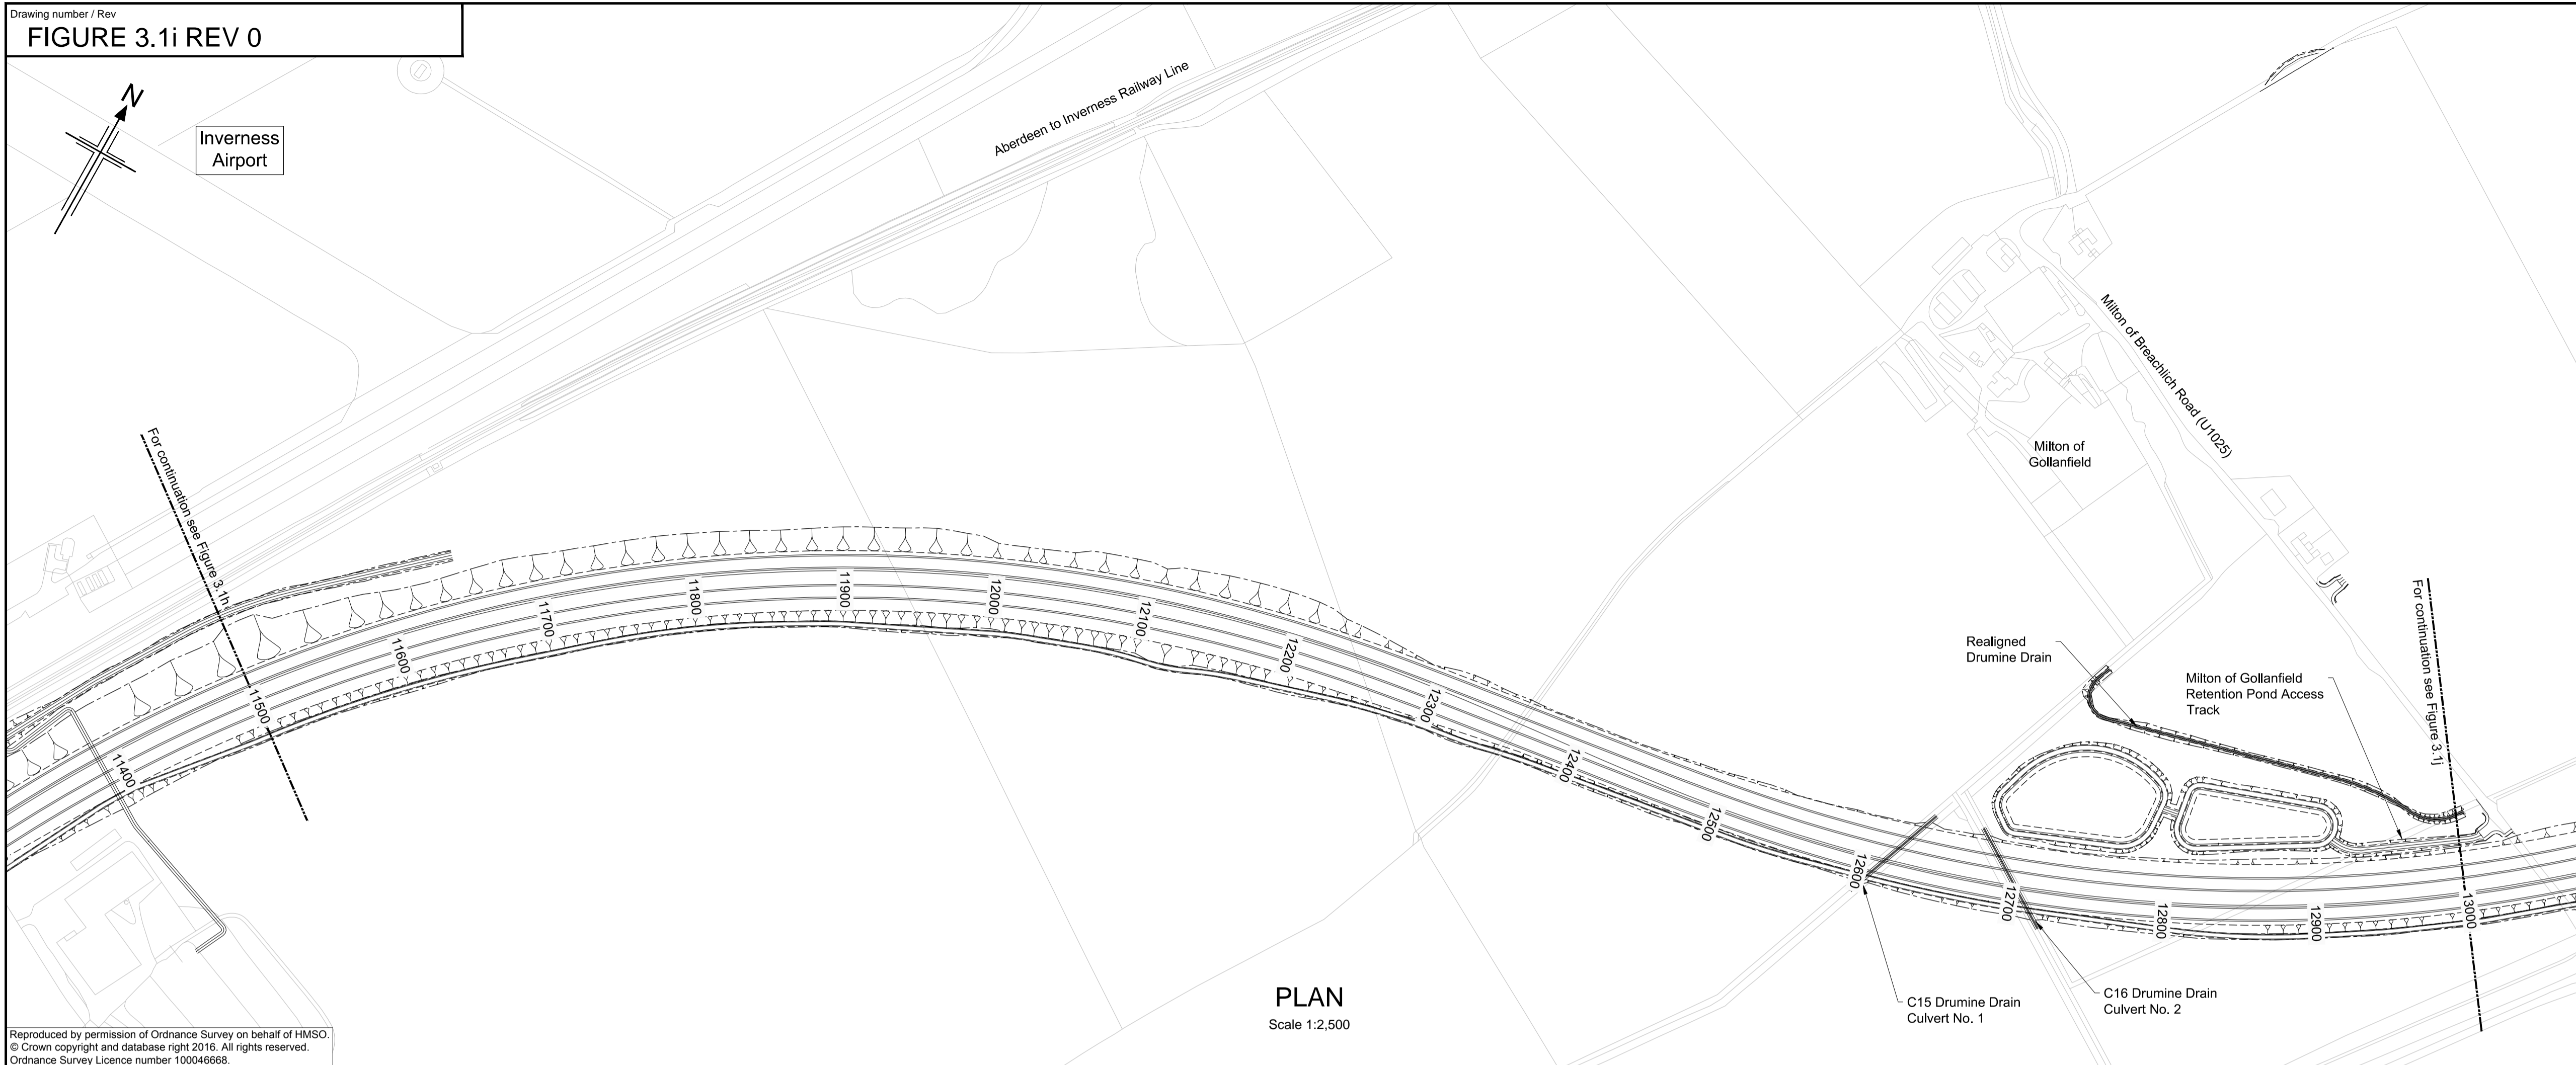 Drawing number / Rev
FIGURE 3.1i REV 0
N
Inverness
Airport
Aberdeen to Inverness Railway Line
Milton of Breachlich Road (U1025)
Milton of
Gollanfield
For continuation see Figure 3.1h
For continuation see Figure 3.1j
Realigned
Drumine Drain
Milton of Gollanfield
Retention Pond Access
Track
11400
11500
11600
11700
11800
11900
12000
12100
12200
12300
12400
12500
12600
12700
12800
12900
13000
C15 Drumine Drain
Culvert No. 1
C16 Drumine Drain
Culvert No. 2
PLAN
Scale 1:2,500
Reproduced by permission of Ordnance Survey on behalf of HMSO.
© Crown copyright and database right 2016. All rights reserved.
Ordnance Survey Licence number 100046668.